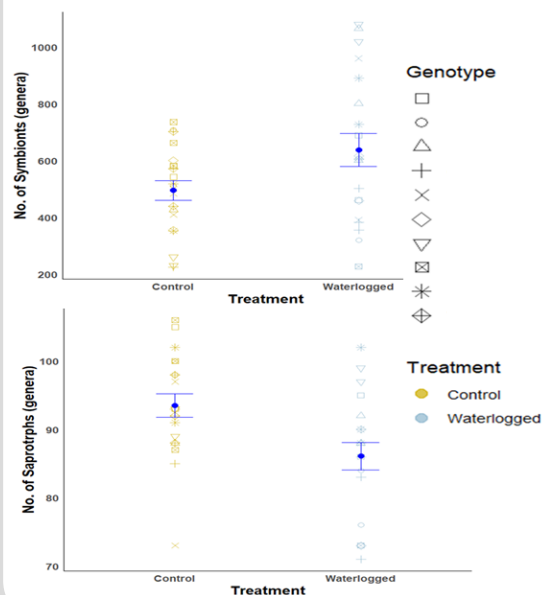 No. of Symbionts (genera)
1000
800
600
400
200
Control
Waterlogged
Treatment
Genotype
No. of Saprotrphs (genera)
100
90
80
70
Control
Waterlogged
Treatment
Treatment
Control
Waterlogged